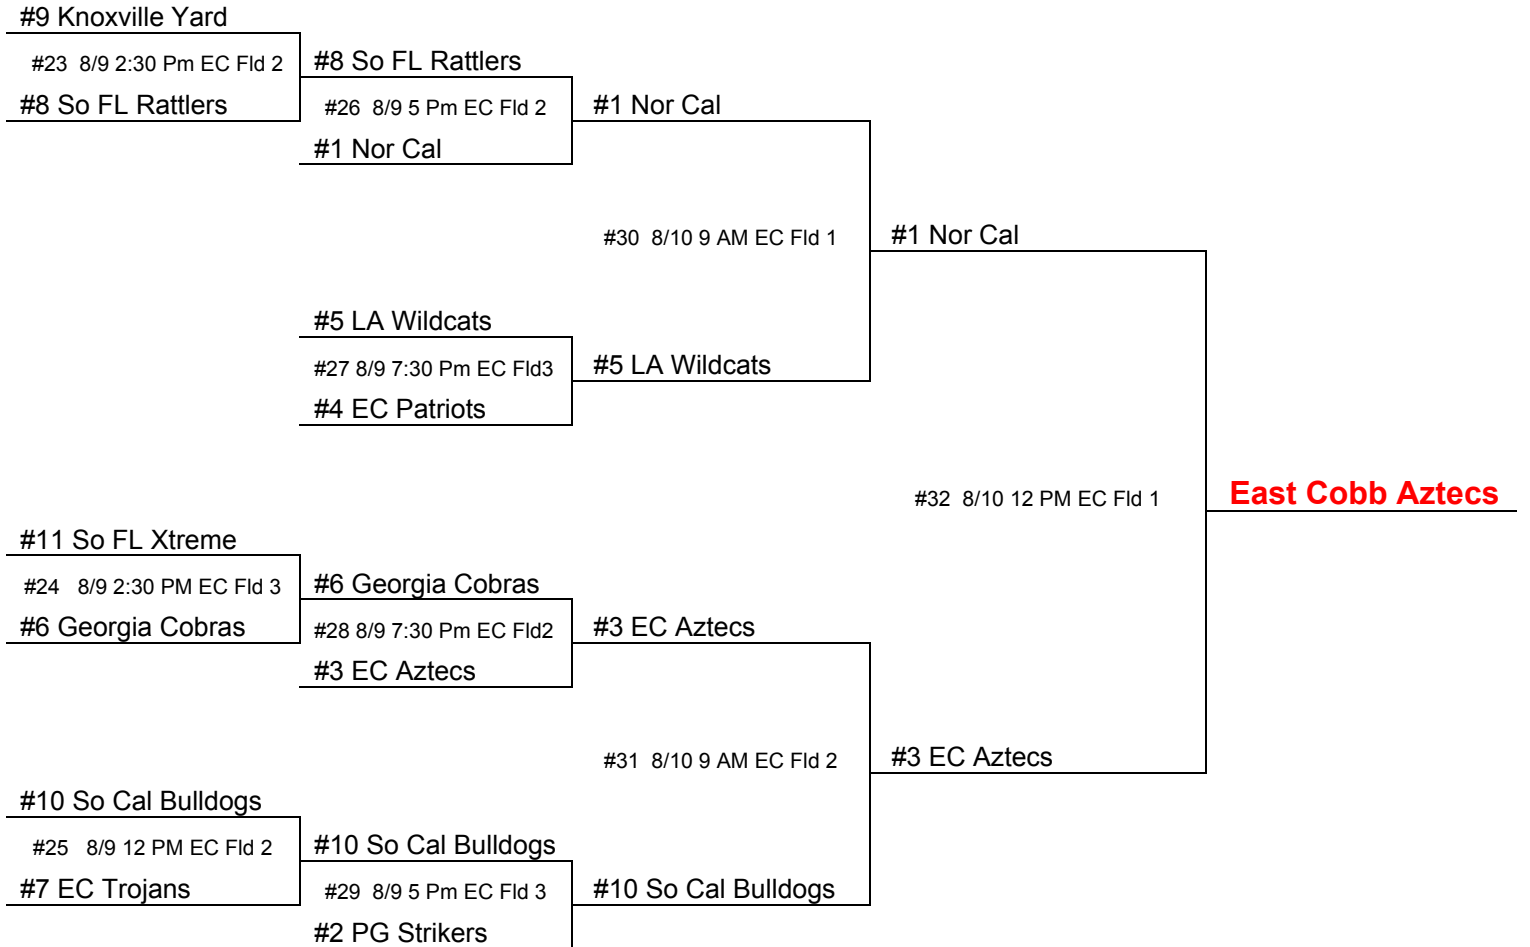 #9 Knoxville Yard
#23 8/9 2:30 Pm EC Fld 2
#8 So FL Rattlers
#8 So FL Rattlers
#26 8/9 5 Pm EC Fld 2
#1 Nor Cal
#1 Nor Cal
#30 8/10 9 AM EC Fld 1
#1 Nor Cal
#5 LA Wildcats
#27 8/9 7:30 Pm EC Fld3
#5 LA Wildcats
#4 EC Patriots
#32 8/10 12 PM EC Fld 1
East Cobb Aztecs
#11 So FL Xtreme
#24 8/9 2:30 PM EC Fld 3
#6 Georgia Cobras
#6 Georgia Cobras
#28 8/9 7:30 Pm EC Fld2
#3 EC Aztecs
#3 EC Aztecs
#31 8/10 9 AM EC Fld 2
#3 EC Aztecs
#10 So Cal Bulldogs
#25 8/9 12 PM EC Fld 2
#7 EC Trojans
#10 So Cal Bulldogs
#29 8/9 5 Pm EC Fld 3
#10 So Cal Bulldogs
#2 PG Strikers